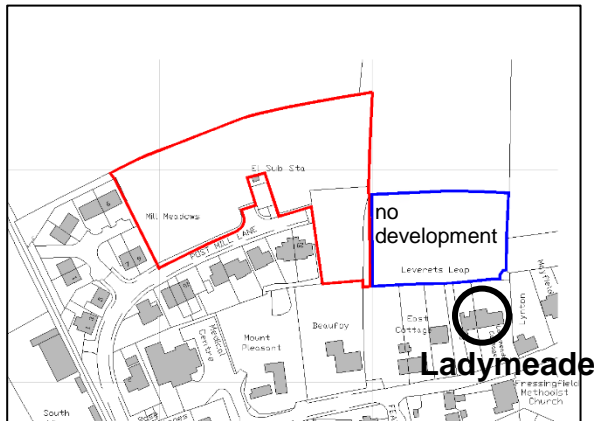 El Sub Sta
Mill Meadows
POST MILL LANE
no
development
Leverets Leap
Medical
Centre
Mount
Pleasant
Beaufoy
East
Cottage
Lynton
Mayfield
Ladymeade
Fressingfield
Methodist
Church
South